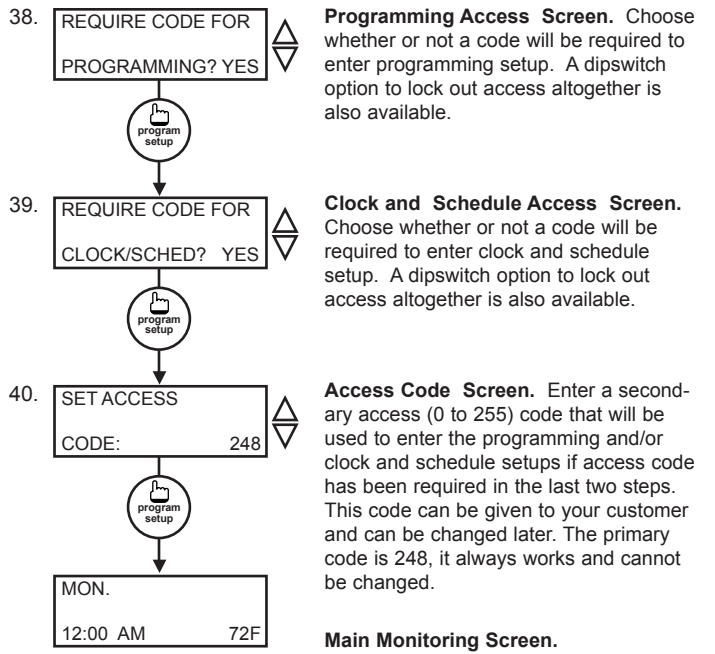 38.
REQUIRE CODE FOR
PROGRAMMING? YES
program
setup
Programming Access Screen. Choose
whether or not a code will be required to
enter programming setup. A dipswitch
option to lock out access altogether is
also available.
39.
REQUIRE CODE FOR
CLOCK/SCHED? YES
program
setup
Clock and Schedule Access Screen.
Choose whether or not a code will be
required to enter clock and schedule
setup. A dipswitch option to lock out
access altogether is also available.
40.
SET ACCESS
CODE: 248
program
setup
Access Code Screen. Enter a second-
ary access (0 to 255) code that will be
used to enter the programming and/or
clock and schedule setups if access code
has been required in the last two steps.
This code can be given to your customer
and can be changed later. The primary
code is 248, it always works and cannot
be changed.
MON.
12:00 AM 72F
Main Monitoring Screen.